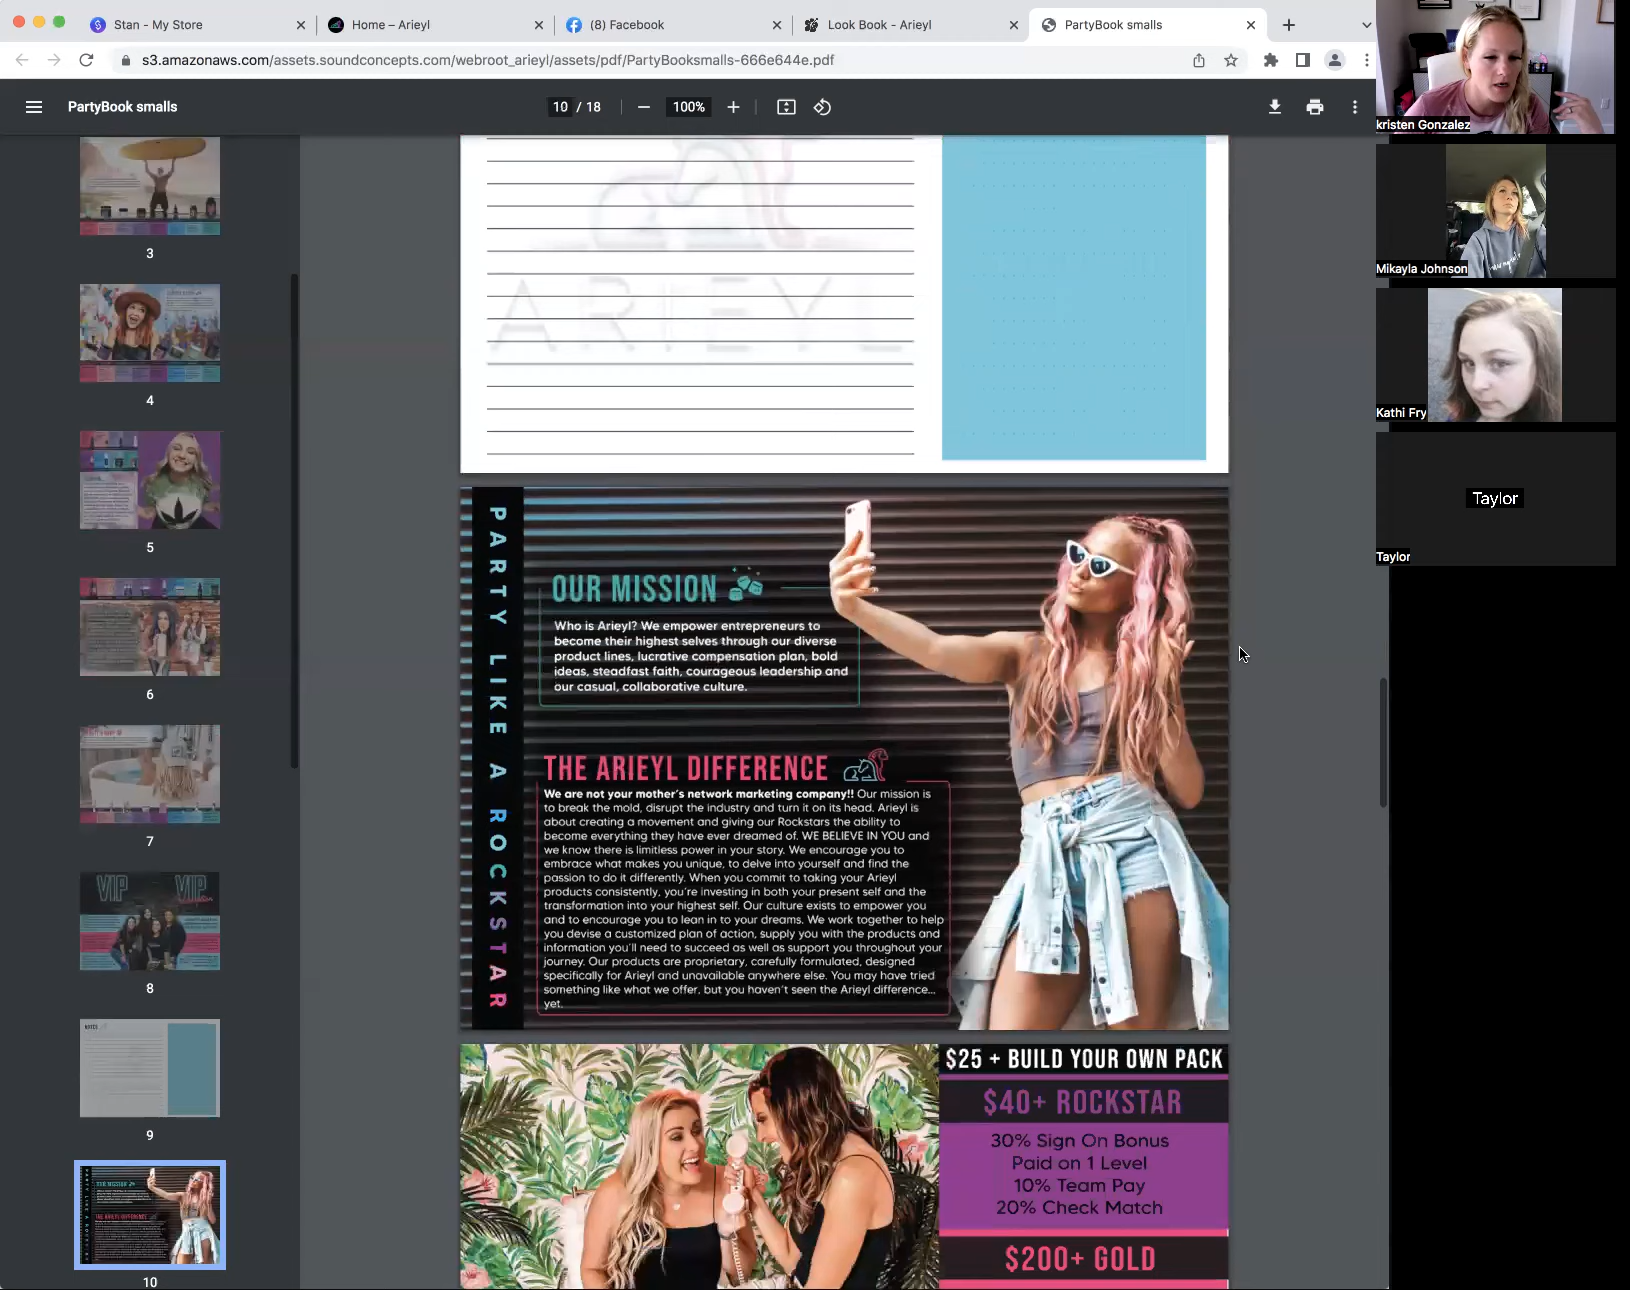 Stan - My Store
Home – Arieyl
(8) Facebook
Look Book - Arieyl
PartyBook smalls
s3.amazonaws.com/assets.soundconcepts.com/webroot_arieyl/assets/pdf/PartyBooksmalls-666e644e.pdf
PartyBook smalls
10 / 18
100%
3
4
5
6
7
VIP VIP
8
NOTES
9
10
ARIEYL
PARTY LIKE A ROCKSTAR
OUR MISSION
Who is Arieyl? We empower entrepreneurs to
become their highest selves through our diverse
product lines, lucrative compensation plan, bold
ideas, steadfast faith, courageous leadership and
our casual, collaborative culture.
THE ARIEYL DIFFERENCE
We are not your mother's network marketing company!! Our mission is
to break the mold, disrupt the industry and turn it on its head. Arieyl is
about creating a movement and giving our Rockstars the ability to
become everything they have ever dreamed of. WE BELIEVE IN YOU and
we know there is limitless power in your story. We encourage you to
embrace what makes you unique, to delve into yourself and find the
passion to do it differently. When you commit to taking your Arieyl
products consistently, you're investing in both your present self and the
transformation into your highest self. Our culture exists to empower you
and to encourage you to lean in to your dreams. We work together to help
you devise a customized plan of action, supply you with the products and
information you'll need to succeed as well as support you throughout your
journey. Our products are proprietary, carefully formulated, designed
specifically for Arieyl and unavailable anywhere else. You may have tried
something like what we offer, but you haven't seen the Arieyl difference...
yet.
$25 + BUILD YOUR OWN PACK
$40+ ROCKSTAR
30% Sign On Bonus
Paid on 1 Level
10% Team Pay
20% Check Match
$200+ GOLD
kristen Gonzalez
Mikayla Johnson
Kathi Fry
Taylor
Taylor